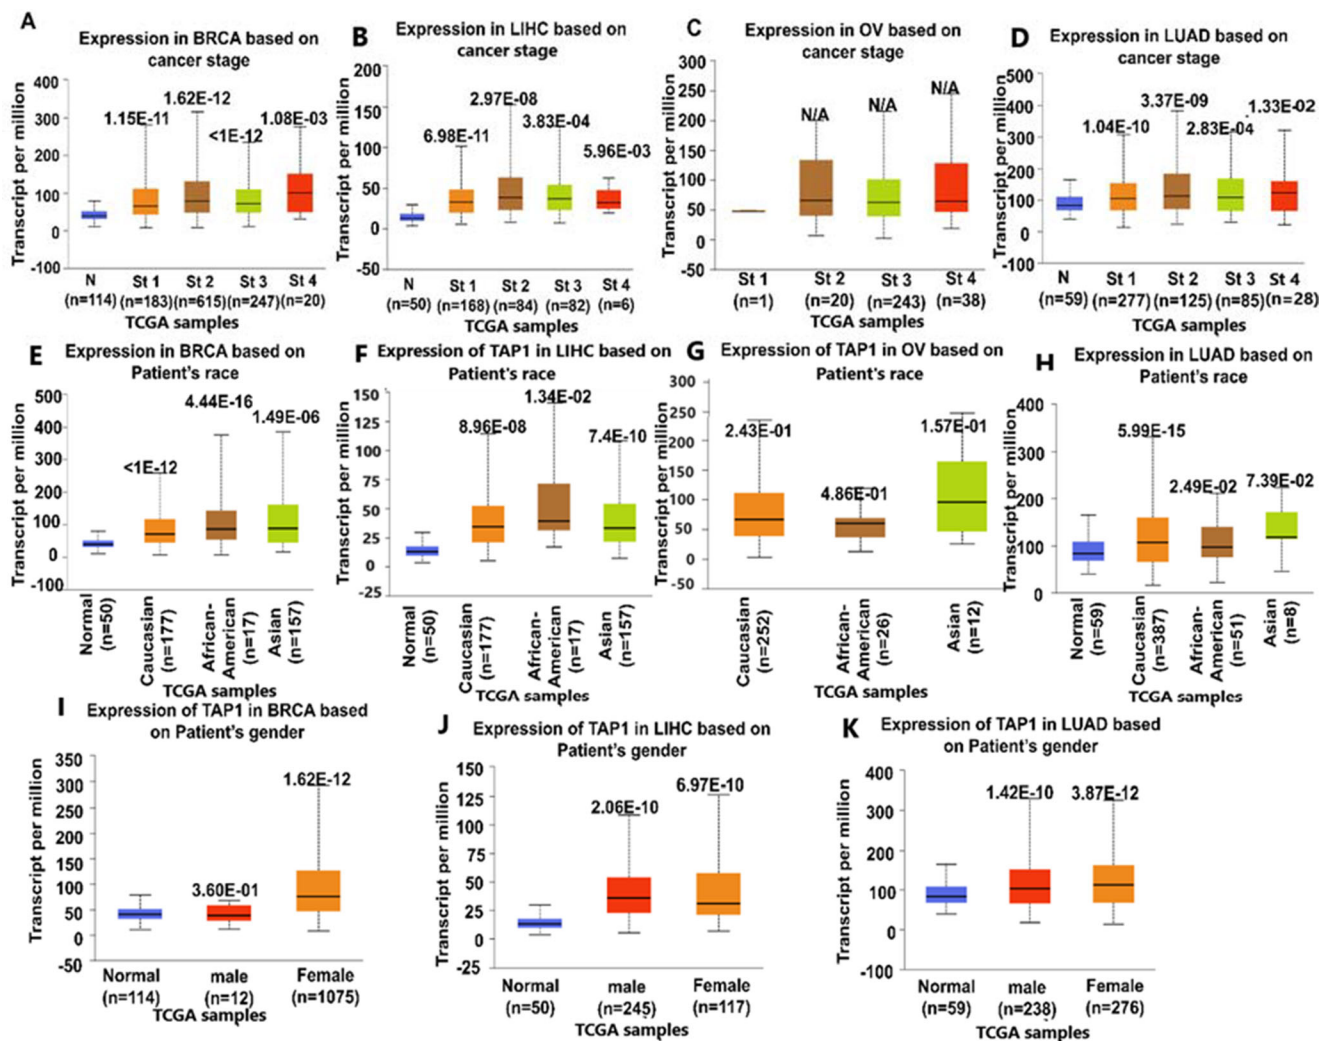 A
Expression in BRCA based on
cancer stage
Transcript per million
400
300
200
100
0
-100
1.15E-11
1.62E-12
<1E-12
1.08E-03
N
St 1
St 2
St 3
St 4
(n=114)
(n=183)
(n=615)
(n=247)
(n=20)
TCGA samples
B
Expression in LIHC based on
cancer stage
Transcript per million
200
150
100
50
0
-50
6.98E-11
2.97E-08
3.83E-04
5.96E-03
N
St 1
St 2
St 3
St 4
(n=50)
(n=168)
(n=84)
(n=82)
(n=6)
TCGA samples
C
Expression in OV based on
cancer stage
Transcript per million
300
250
200
150
100
50
0
-50
N/A
N/A
N/A
St 1
St 2
St 3
St 4
(n=1)
(n=20)
(n=243)
(n=38)
TCGA samples
D
Expression in LUAD based on
cancer stage
Transcript per million
500
400
300
200
100
0
-100
1.04E-10
3.37E-09
2.83E-04
1.33E-02
N
St 1
St 2
St 3
St 4
(n=59)
(n=277)
(n=125)
(n=85)
(n=28)
TCGA samples
E
Expression in BRCA based on
Patient's race
Transcript per million
500
400
300
200
100
0
-100
<1E-12
4.44E-16
1.49E-06
Normal
(n=50)
Caucasian
(n=177)
African-
American
(n=17)
Asian
(n=157)
TCGA samples
F
Expression of TAP1 in LIHC based on
Patient's race
Transcript per million
150
125
100
75
50
25
0
-25
8.96E-08
1.34E-02
7.4E-10
Normal
(n=50)
Caucasian
(n=177)
African-
American
(n=17)
Asian
(n=157)
TCGA samples
G
Expression of TAP1 in OV based on
Patient's race
Transcript per million
300
250
200
150
100
50
0
-50
2.43E-01
4.86E-01
1.57E-01
Caucasian
(n=252)
African-
American
(n=26)
Asian
(n=12)
TCGA samples
H
Expression in LUAD based on
Patient's race
Transcript per million
400
300
200
100
0
5.99E-15
2.49E-02
7.39E-02
Normal
(n=59)
Caucasian
(n=387)
African-
American
(n=51)
Asian
(n=8)
TCGA samples
I
Expression of TAP1 in BRCA based
on Patient's gender
Transcript per million
350
300
250
200
150
100
50
0
-50
3.60E-01
1.62E-12
Normal
male
Female
(n=114)
(n=12)
(n=1075)
TCGA samples
J
Expression of TAP1 in LIHC based on
Patient's gender
Transcript per million
150
125
100
75
50
25
0
-25
2.06E-10
6.97E-10
Normal
male
Female
(n=50)
(n=245)
(n=117)
TCGA samples
K
Expression of TAP1 in LUAD based
on Patient's gender
Transcript per million
400
300
200
100
0
-100
1.42E-10
3.87E-12
Normal
male
Female
(n=59)
(n=238)
(n=276)
TCGA samples